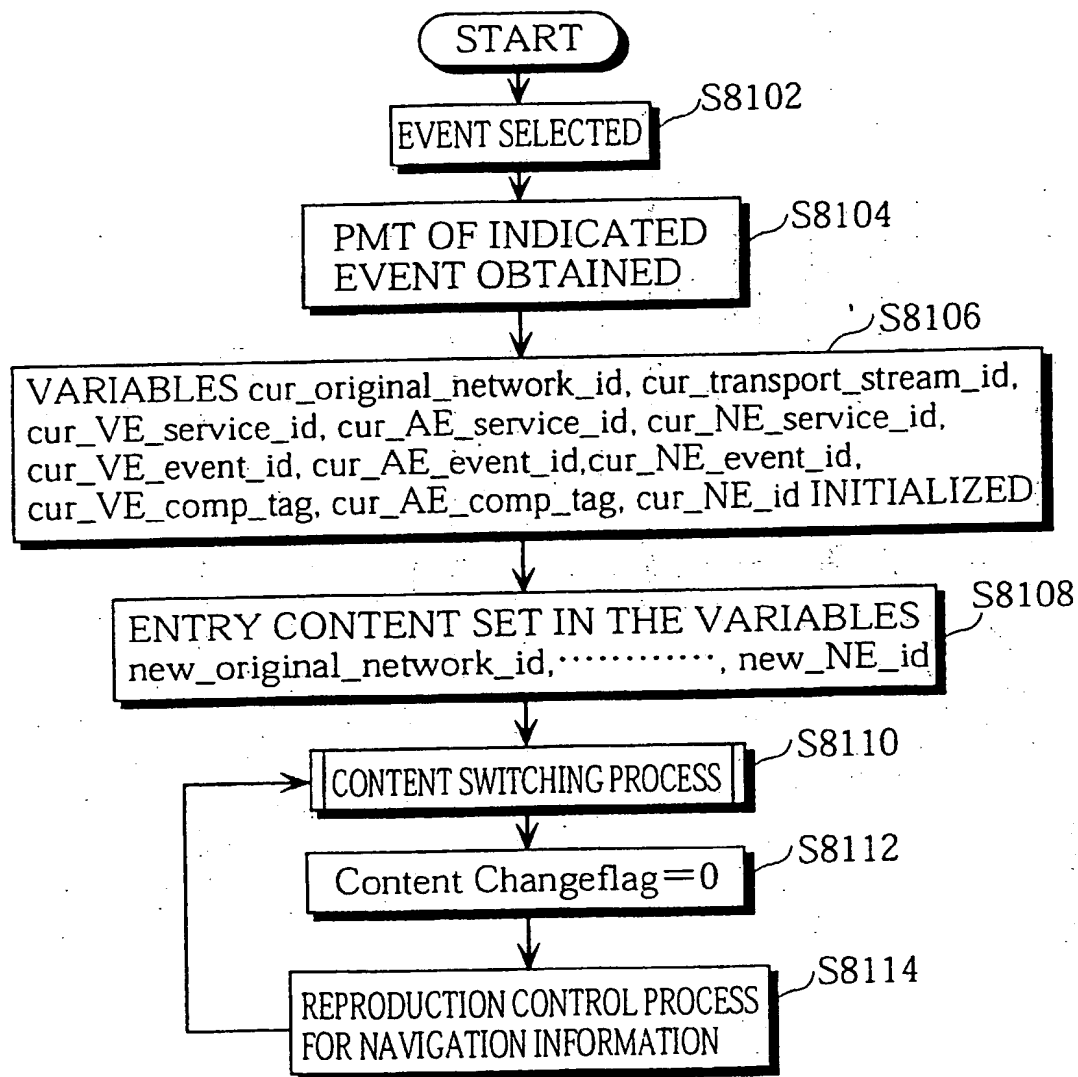 START
S8102
EVENT SELECTED
S8104
PMT OF INDICATED
EVENT OBTAINED
S8106
VARIABLES cur_original_network_id, cur_transport_stream_id,
cur_VE_service_id, cur_AE_service_id, cur_NE_service_id,
cur_VE_event_id, cur_AE_event_id,cur_NE_event_id,
cur_VE_comp_tag, cur_AE_comp_tag, cur_NE_id INITIALIZED
S8108
ENTRY CONTENT SET IN THE VARIABLES
new_original_network_id,············, new_NE_id
S8110
CONTENT SWITCHING PROCESS
S8112
Content Changeflag=0
S8114
REPRODUCTION CONTROL PROCESS
FOR NAVIGATION INFORMATION